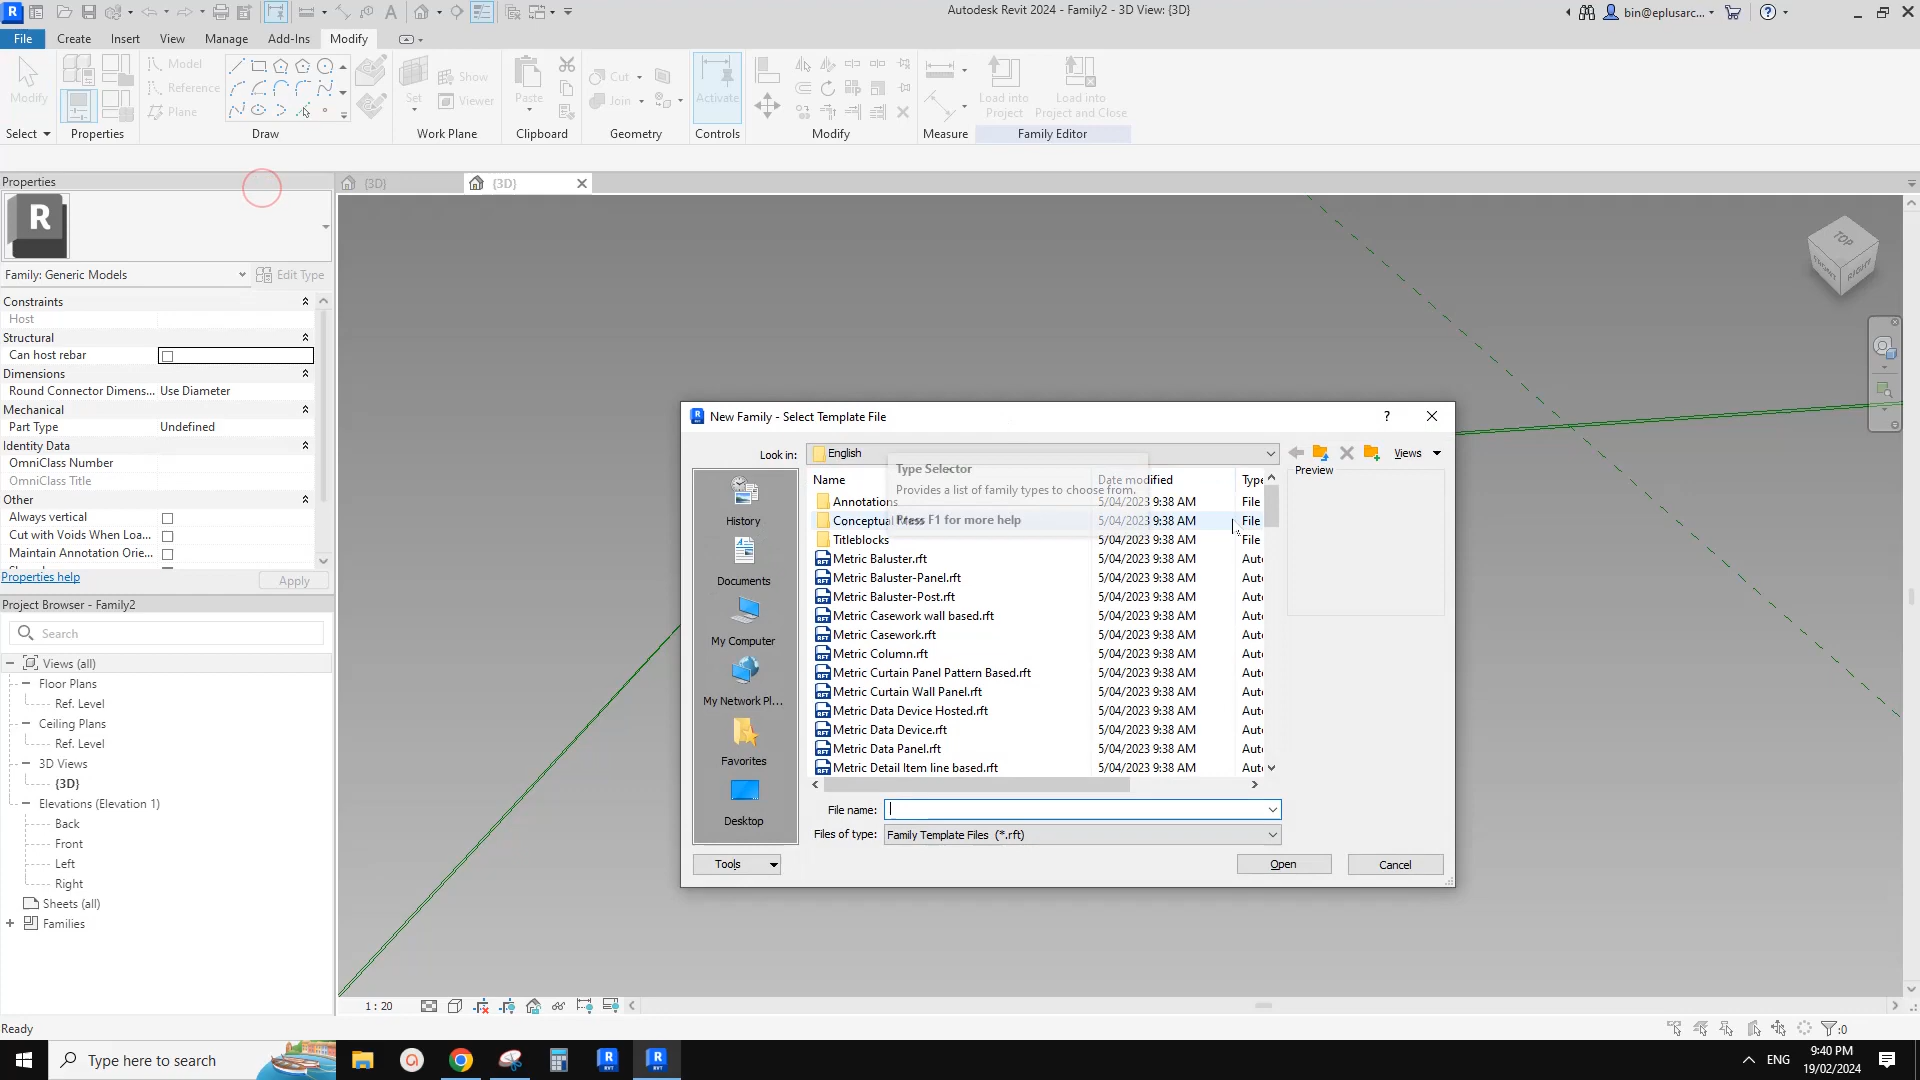 Autodesk Revit 2024 - Family2 - 3D View: {3D}
bin@eplusarc...
File Create Insert View Manage Add-Ins Modify
Modify
Model
Reference
Plane
Set
Show
Viewer
Paste
Cut
Join
Activate
Load into
Project
Load into
Project and Close
Select Properties Draw Work Plane Clipboard Geometry Controls Modify Measure Family Editor
Properties
{3D}
{3D}
R
Family: Generic Models
Edit Type
Constraints
Host
Structural
Can host rebar
Dimensions
Round Connector Dimens... Use Diameter
Mechanical
Part Type Undefined
Identity Data
OmniClass Number
OmniClass Title
Other
Always vertical
Cut with Voids When Loa...
Maintain Annotation Orie...
Properties help
Apply
Project Browser - Family2
Search
Views (all)
Floor Plans
Ref. Level
Ceiling Plans
Ref. Level
3D Views
{3D}
Elevations (Elevation 1)
Back
Front
Left
Right
Sheets (all)
Families
TOP
FRONT
RIGHT
New Family - Select Template File
Look in: English
Views
Preview
History
Documents
My Computer
My Network Pl...
Favorites
Desktop
Name Date modified Type
Type Selector
Provides a list of family types to choose from.
Press F1 for more help
Annotations 5/04/2023 9:38 AM File
Conceptual Mass 5/04/2023 9:38 AM File
Titleblocks 5/04/2023 9:38 AM File
Metric Baluster.rft 5/04/2023 9:38 AM Aut
Metric Baluster-Panel.rft 5/04/2023 9:38 AM Aut
Metric Baluster-Post.rft 5/04/2023 9:38 AM Aut
Metric Casework wall based.rft 5/04/2023 9:38 AM Aut
Metric Casework.rft 5/04/2023 9:38 AM Aut
Metric Column.rft 5/04/2023 9:38 AM Aut
Metric Curtain Panel Pattern Based.rft 5/04/2023 9:38 AM Aut
Metric Curtain Wall Panel.rft 5/04/2023 9:38 AM Aut
Metric Data Device Hosted.rft 5/04/2023 9:38 AM Aut
Metric Data Device.rft 5/04/2023 9:38 AM Aut
Metric Data Panel.rft 5/04/2023 9:38 AM Aut
Metric Detail Item line based.rft 5/04/2023 9:38 AM Aut
File name:
Files of type: Family Template Files (*.rft)
Tools
Open
Cancel
1 : 20
Ready
:0
Type here to search
ENG
9:40 PM
19/02/2024